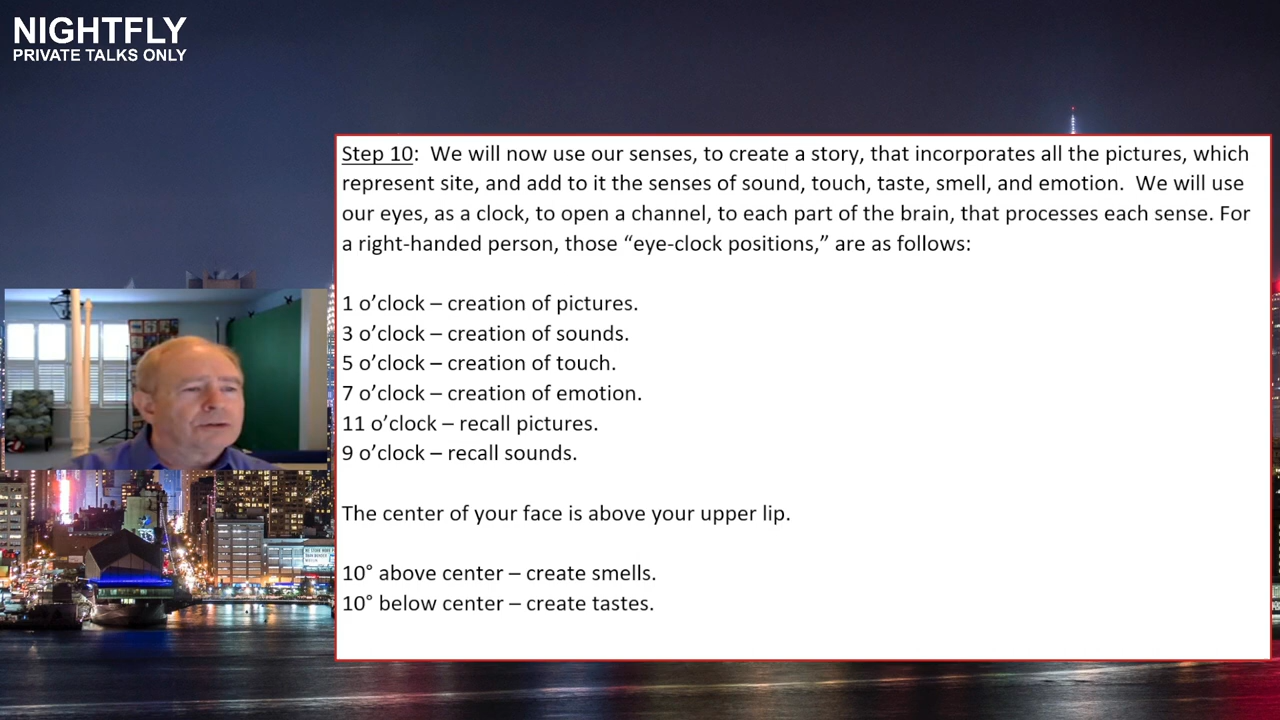 NIGHTFLY
PRIVATE TALKS ONLY
Step 10:  We will now use our senses, to create a story, that incorporates all the pictures, which
represent site, and add to it the senses of sound, touch, taste, smell, and emotion.  We will use
our eyes, as a clock, to open a channel, to each part of the brain, that processes each sense. For
a right-handed person, those “eye-clock positions,” are as follows:
1 o’clock – creation of pictures.
3 o’clock – creation of sounds.
5 o’clock – creation of touch.
7 o’clock – creation of emotion.
11 o’clock – recall pictures.
9 o’clock – recall sounds.
The center of your face is above your upper lip.
10° above center – create smells.
10° below center – create tastes.